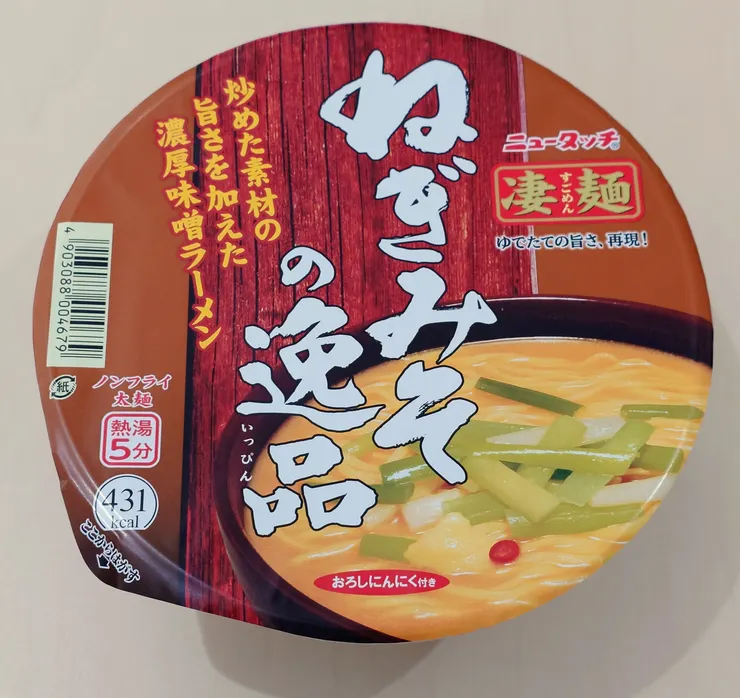 ねぎみそ
の逸品
いっぴん
炒めた素材の
旨さを加えた
濃厚味噌ラーメン
ニュータッチ®
凄麺
すごめん
ゆでたての旨さ、再現!
4 903088 004679
紙
ノンフライ
太麺
熱湯
5分
431
kcal
ここからはがす
おろしにんにく付き